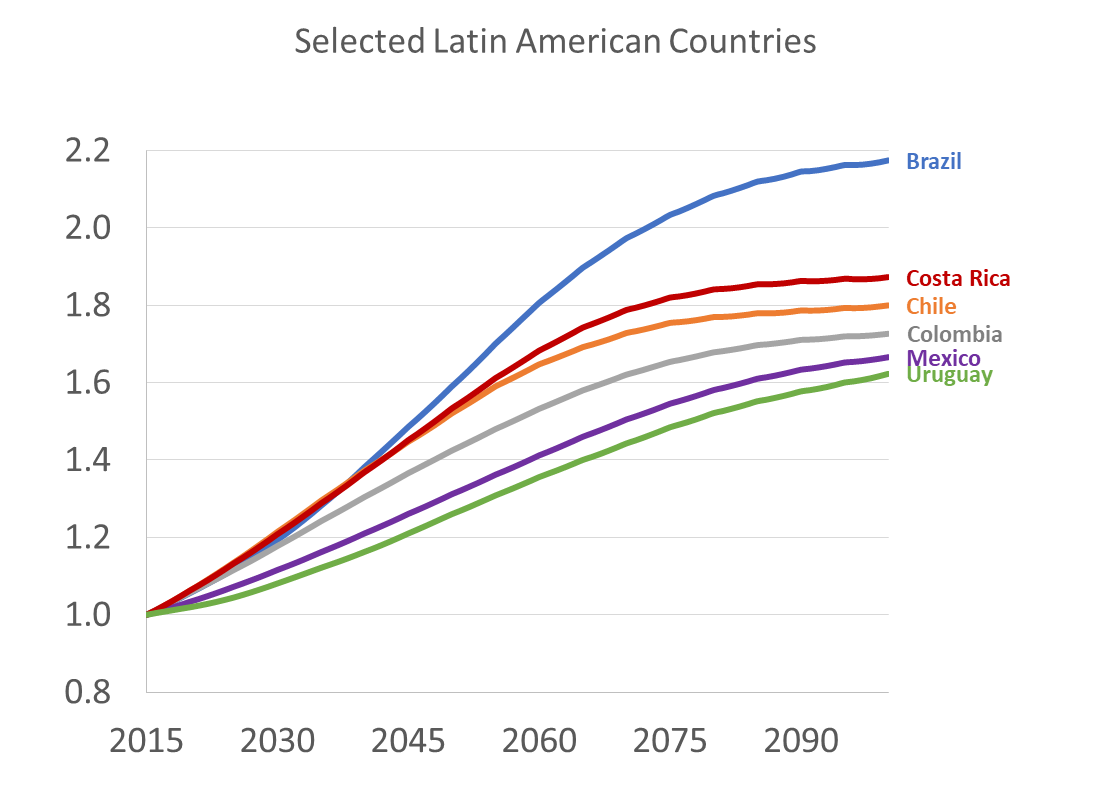 Selected Latin American Countries
2.2
2.0
1.8
1.6
1.4
1.2
1.0
0.8
Brazil
Costa Rica
Chile
Colombia
Mexico
Uruguay
2015 2030 2045 2060 2075 2090